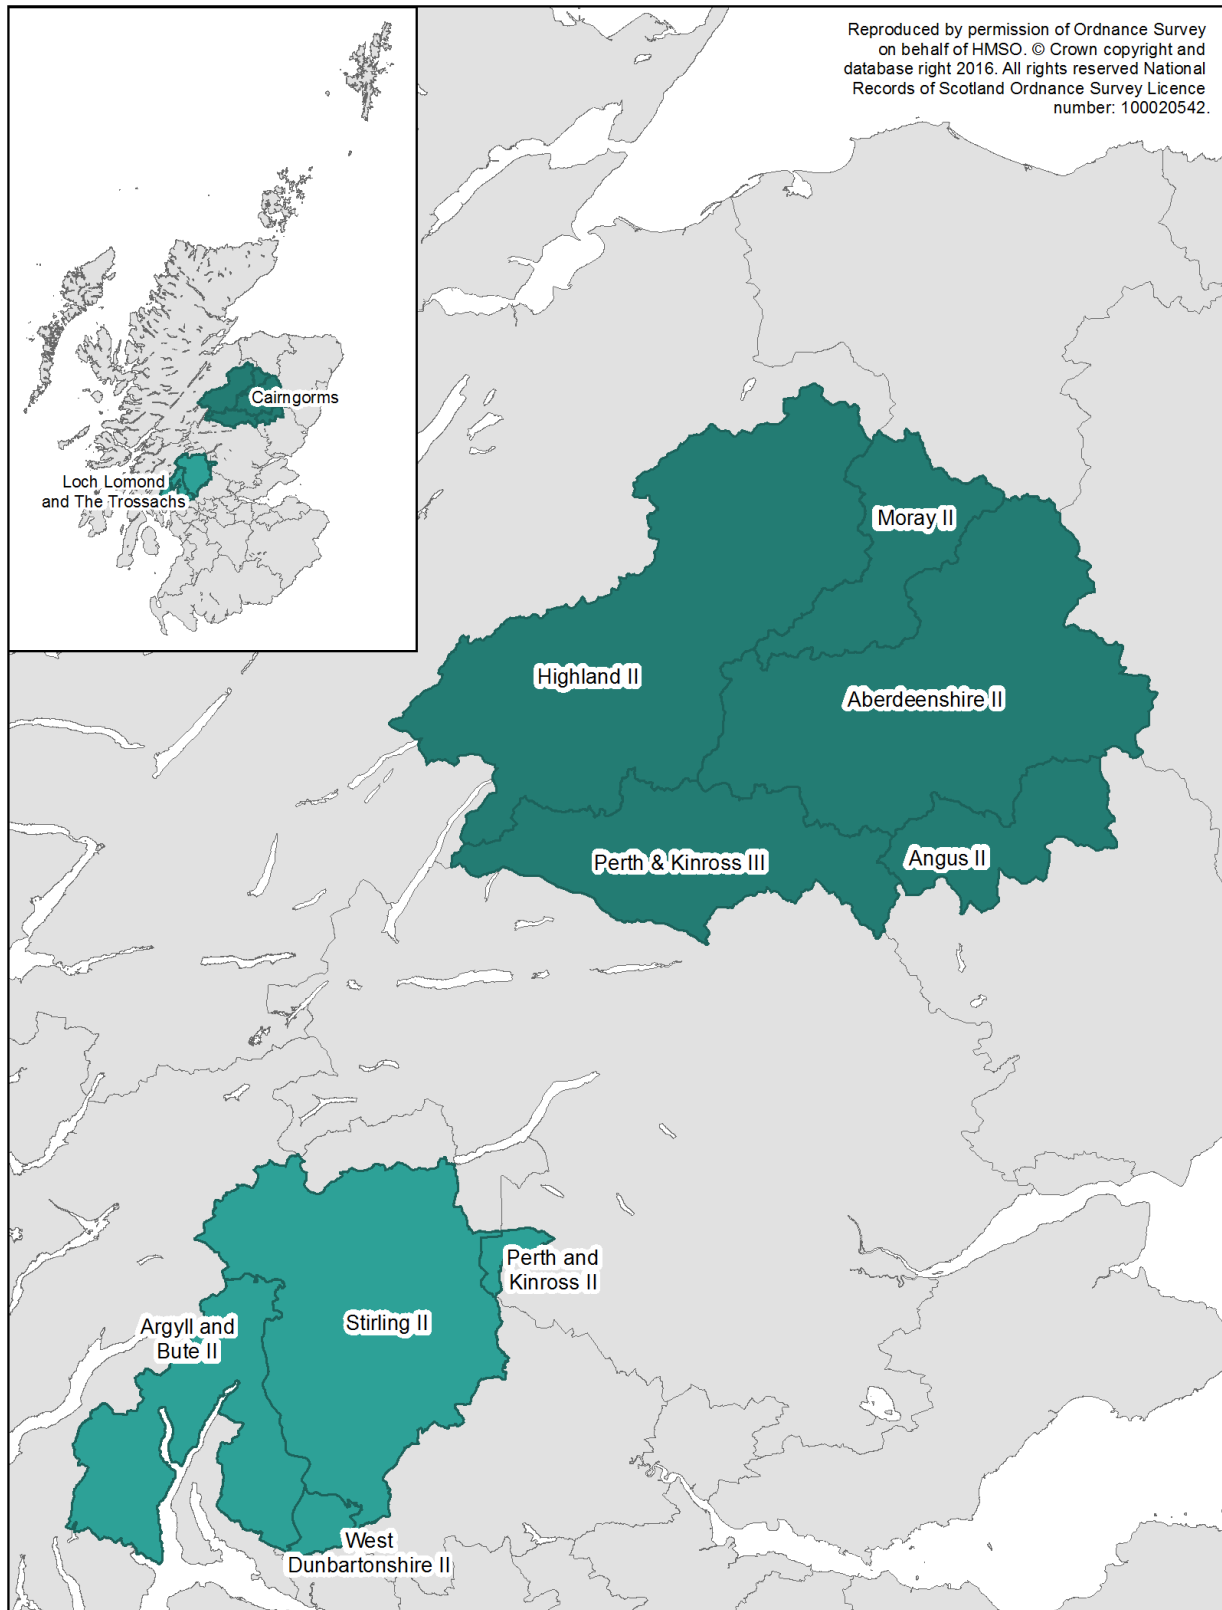 Reproduced by permission of Ordnance Survey
on behalf of HMSO. © Crown copyright and
database right 2016. All rights reserved National
Records of Scotland Ordnance Survey Licence
number: 100020542.
Cairngorms
Loch Lomond
and The Trossachs
Moray II
Highland II
Aberdeenshire II
Perth & Kinross III
Angus II
Perth and
Kinross II
Stirling II
Argyll and
Bute II
West
Dunbartonshire II